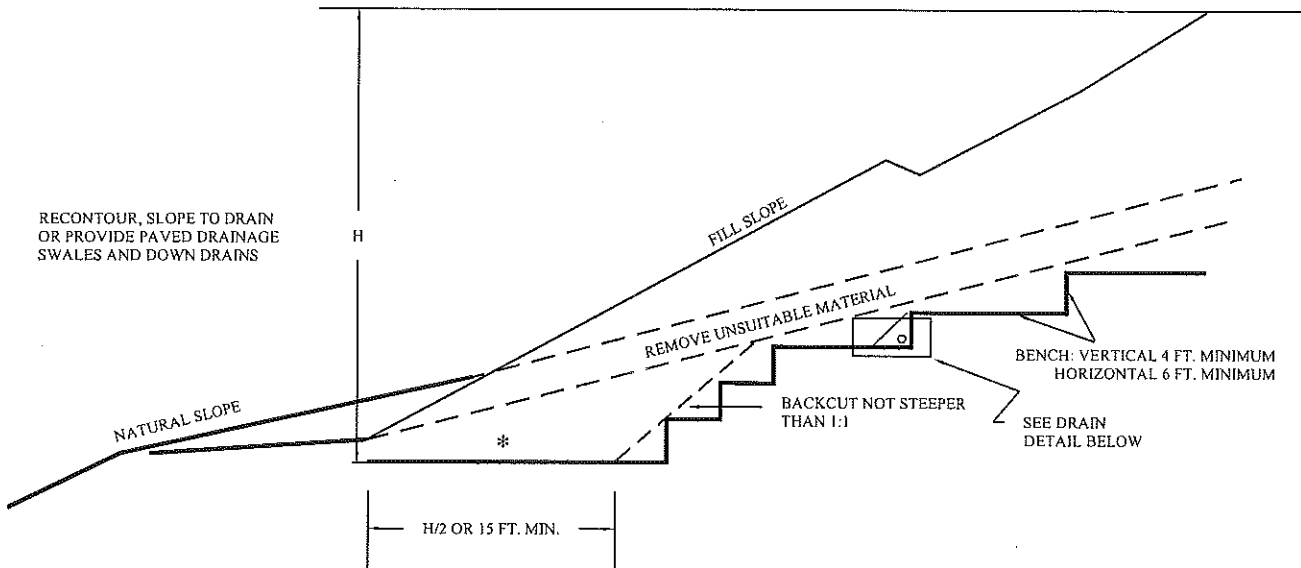 RECONTOUR, SLOPE TO DRAIN
OR PROVIDE PAVED DRAINAGE
SWALES AND DOWN DRAINS
H
FILL SLOPE
REMOVE UNSUITABLE MATERIAL
NATURAL SLOPE
*
BENCH: VERTICAL 4 FT. MINIMUM
HORIZONTAL 6 FT. MINIMUM
BACKCUT NOT STEEPER
THAN 1:1
SEE DRAIN
DETAIL BELOW
H/2 OR 15 FT. MIN.